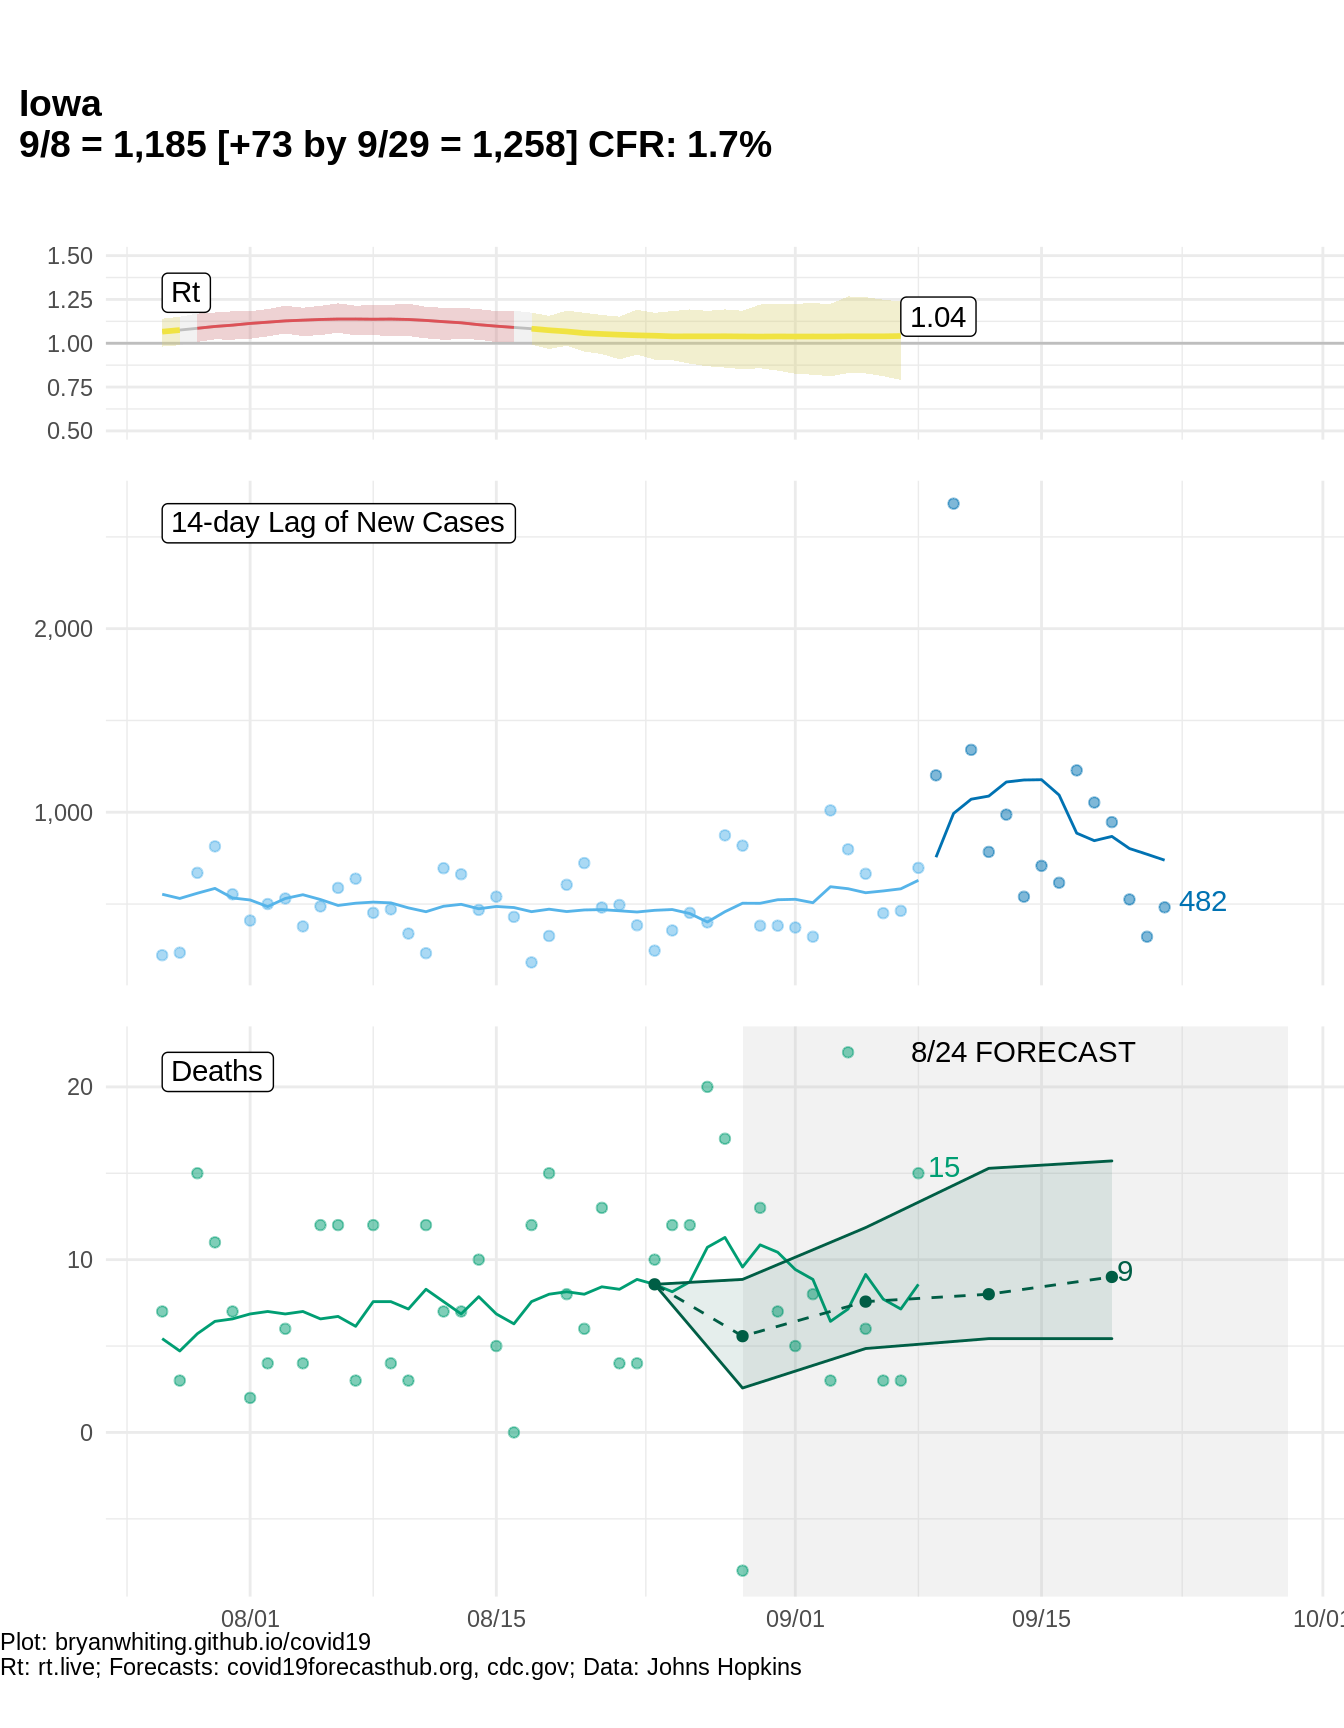 Iowa
9/8 = 1,185 [+73 by 9/29 = 1,258] CFR: 1.7%
1.50
1.25
1.00
0.75
0.50
Rt
1.04
14-day Lag of New Cases
2,000
1,000
482
Deaths
8/24 FORECAST
20
10
0
15
9
08/01
08/15
09/01
09/15
10/01
Plot: bryanwhiting.github.io/covid19
Rt: rt.live; Forecasts: covid19forecasthub.org, cdc.gov; Data: Johns Hopkins